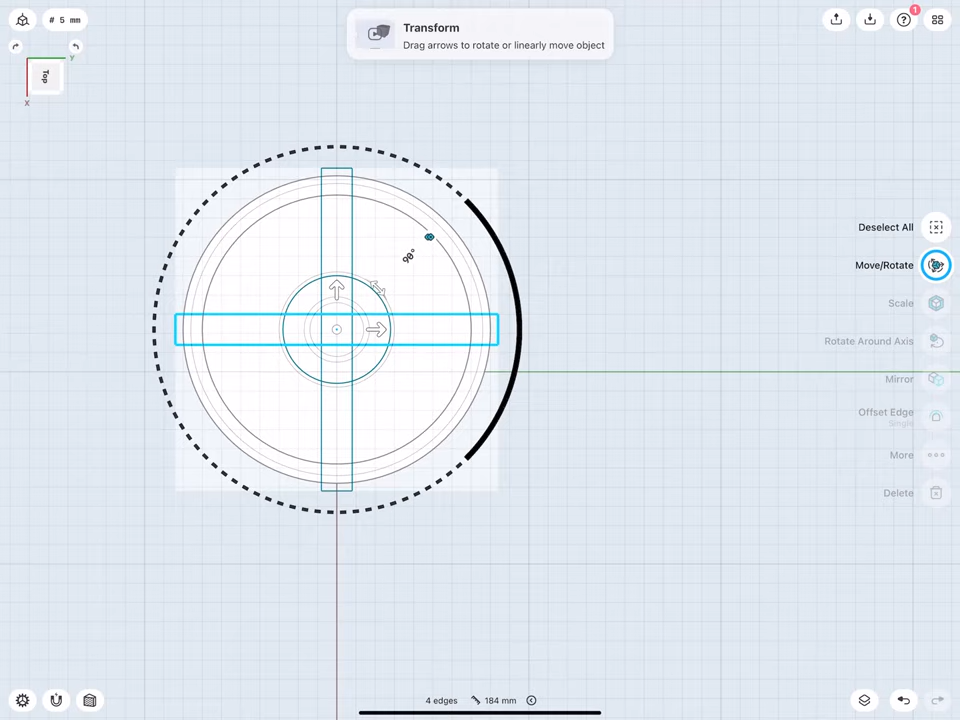 # 5 mm
Transform
Drag arrows to rotate or linearly move object
1
Y
Top
X
90°
Deselect All
Move/Rotate
Scale
Rotate Around Axis
Mirror
Offset Edge
Single
More
Delete
4 edges
184 mm